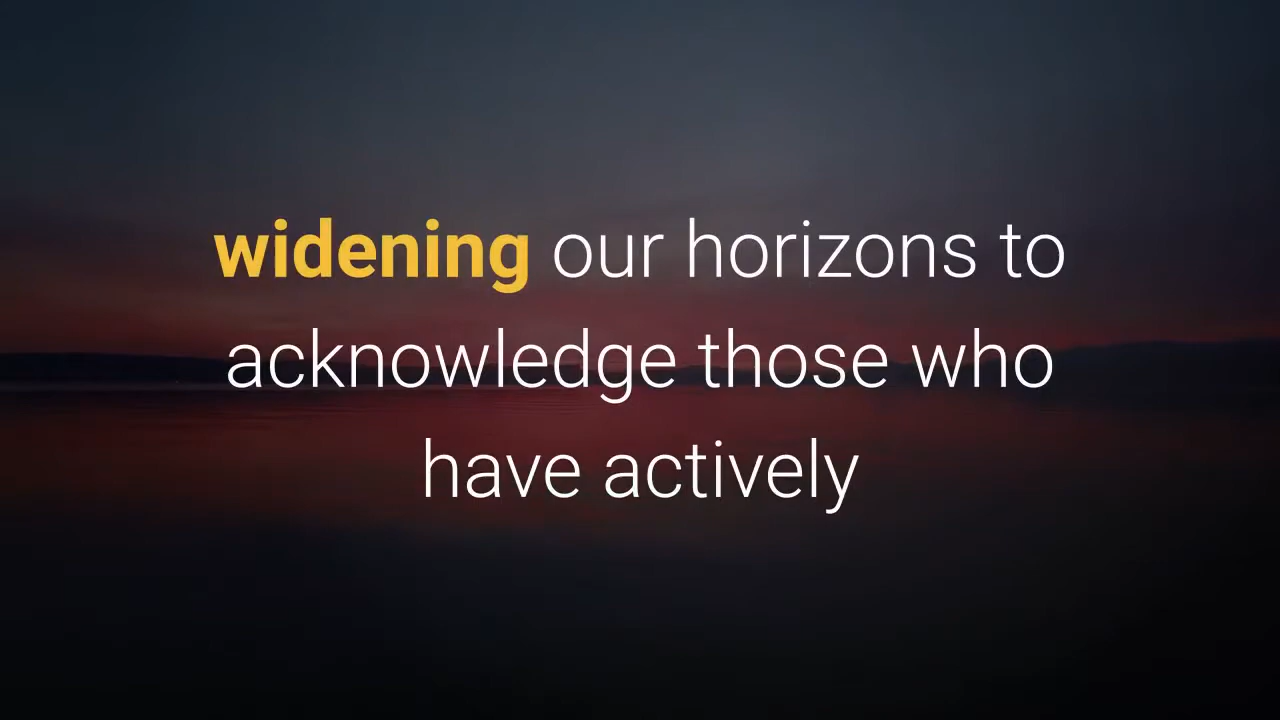 widening our horizons to
acknowledge those who
have actively